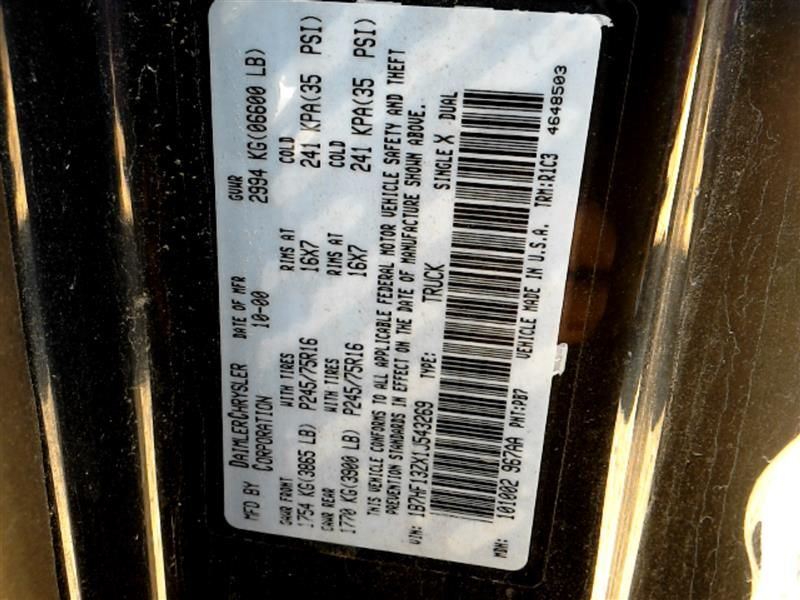 MFD BY DAIMLERCHRYSLER CORPORATION DATE OF MFR 10-00 GVWR 2994 KG(06600 LB)
GAWR FRONT WITH TIRES RIMS AT COLD
1754 KG(3865 LB) P245/75R16 16X7 241 KPA(35 PSI)
GAWR REAR WITH TIRES RIMS AT COLD
1770 KG(3900 LB) P245/75R16 16X7 241 KPA(35 PSI)
THIS VEHICLE CONFORMS TO ALL APPLICABLE FEDERAL MOTOR VEHICLE SAFETY AND THEFT
PREVENTION STANDARDS IN EFFECT ON THE DATE OF MANUFACTURE SHOWN ABOVE.
VIN: 1B7HF13ZX1J543269 TYPE: TRUCK SINGLE X DUAL
MDH: 101002 967AA PNT:PB7 VEHICLE MADE IN U.S.A. TRM:R1C3 4648503